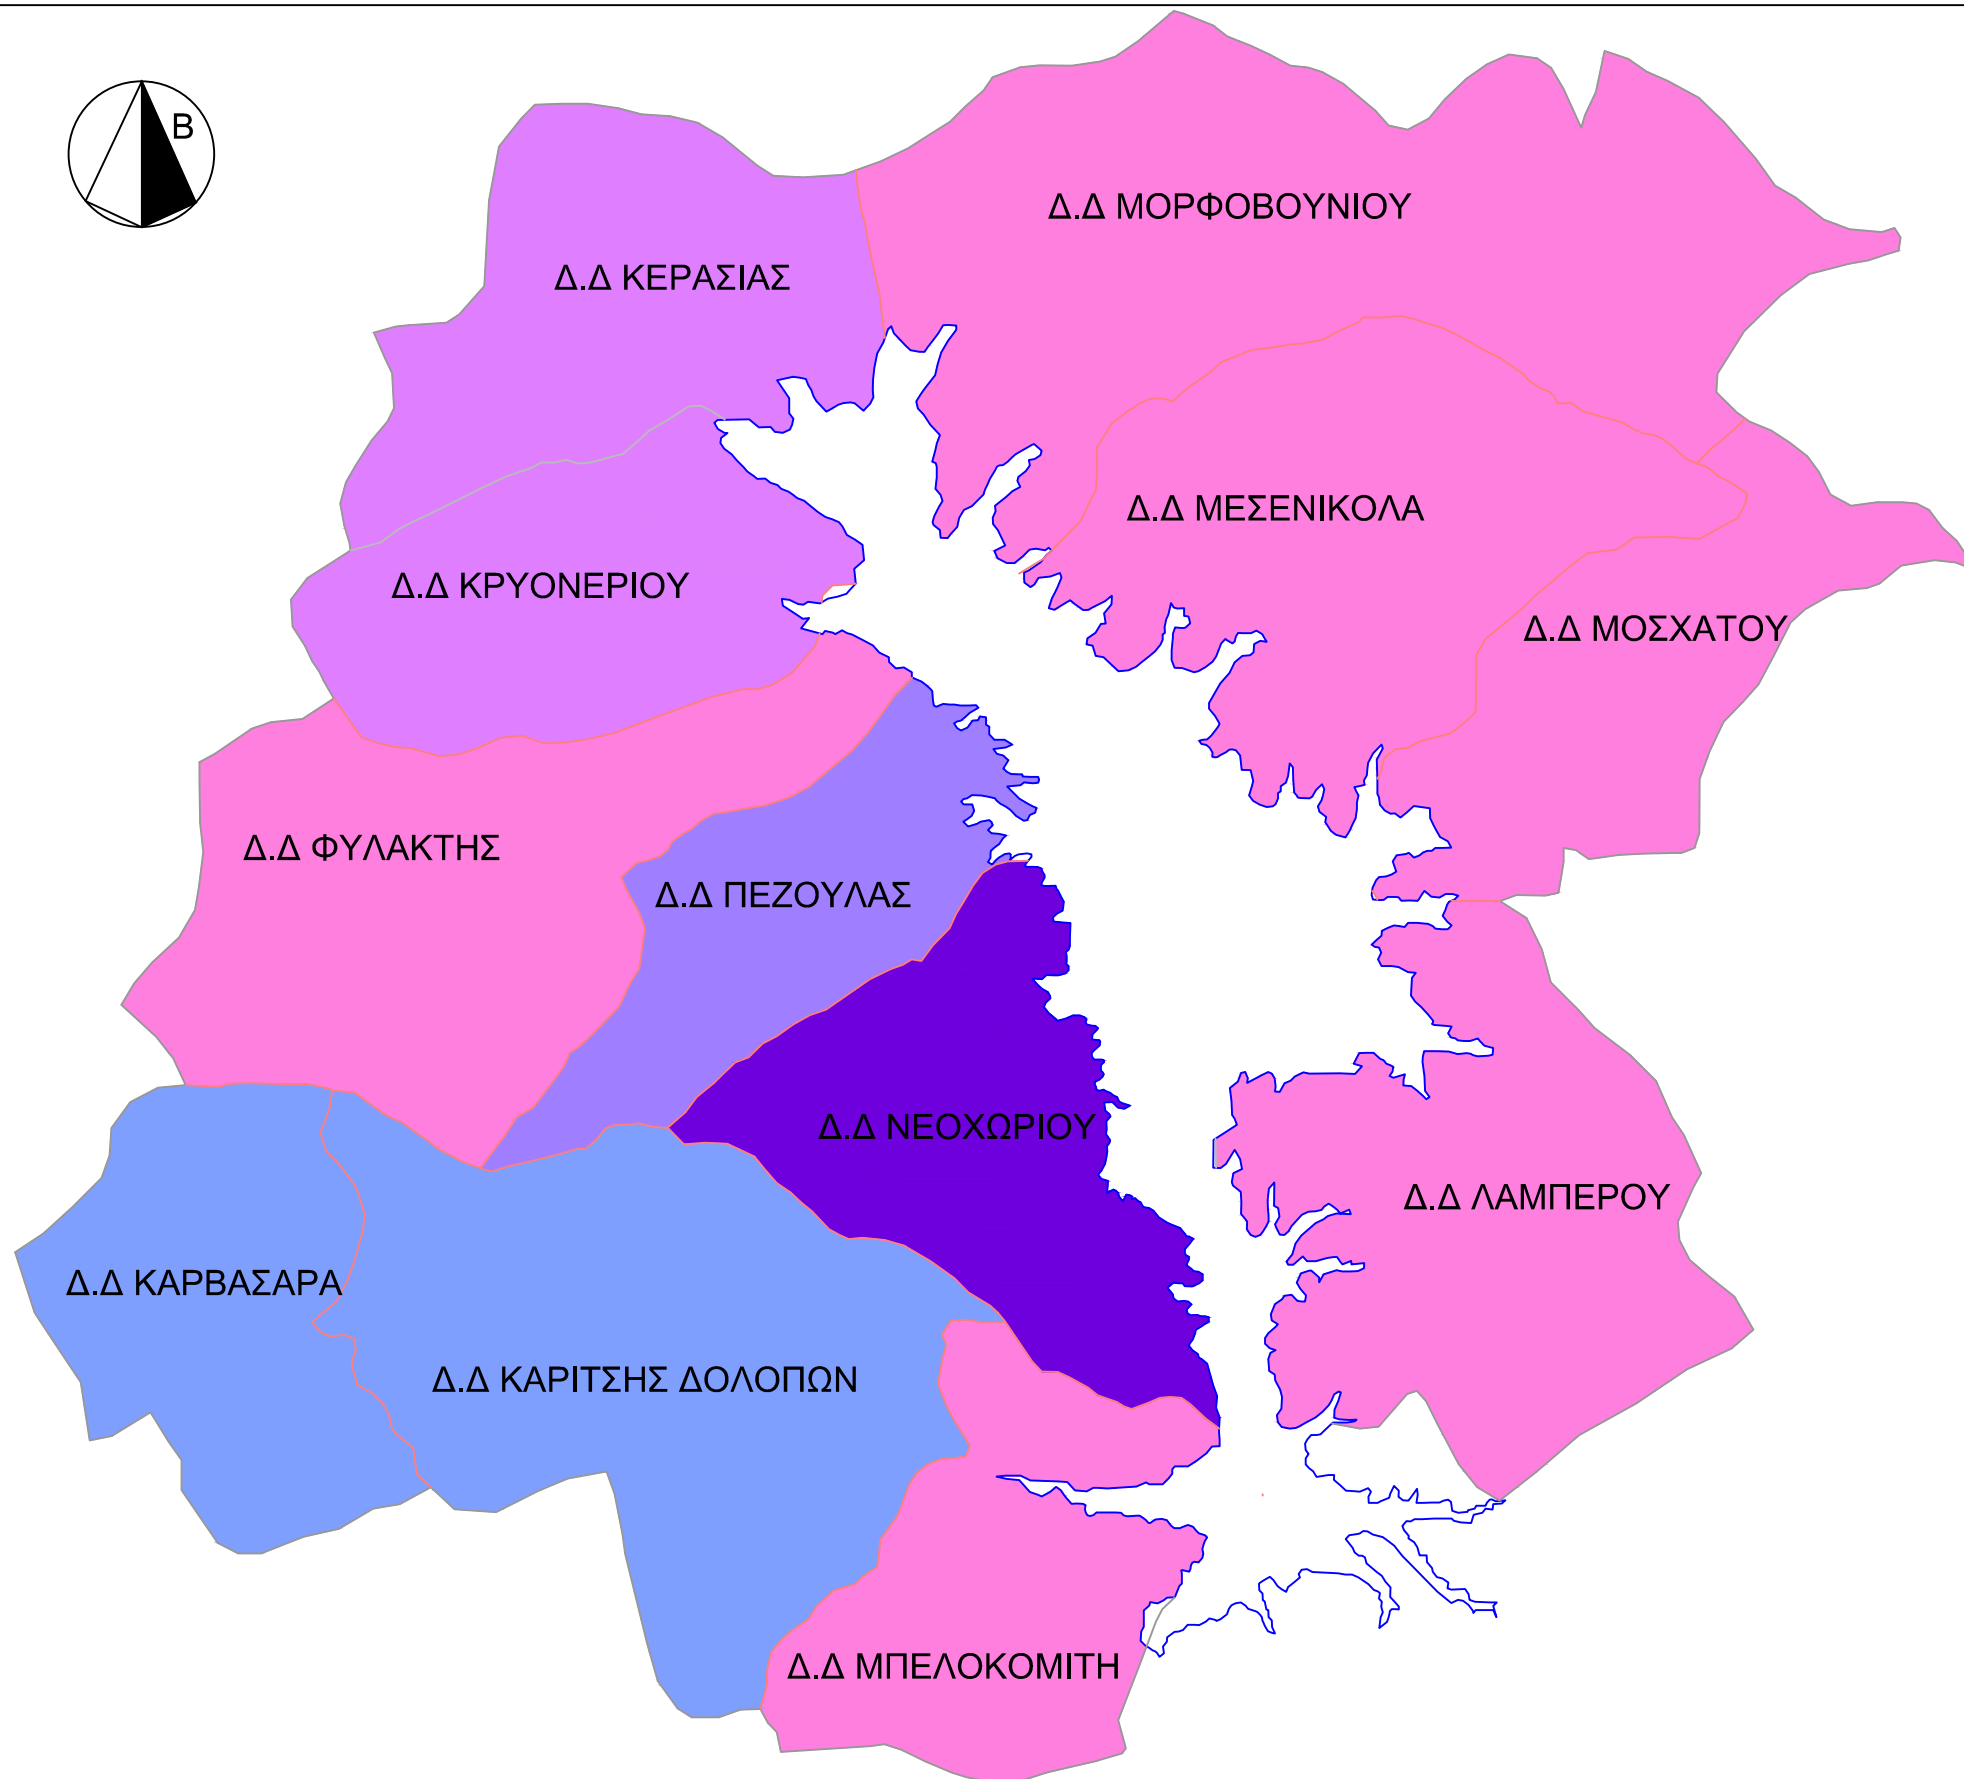 Β
Δ.Δ ΜΟΡΦΟΒΟΥΝΙΟΥ
Δ.Δ ΚΕΡΑΣΙΑΣ
Δ.Δ ΜΕΣΕΝΙΚΟΛΑ
Δ.Δ ΚΡΥΟΝΕΡΙΟΥ
Δ.Δ ΜΟΣΧΑΤΟΥ
Δ.Δ ΦΥΛΑΚΤΗΣ
Δ.Δ ΠΕΖΟΥΛΑΣ
Δ.Δ ΝΕΟΧΩΡΙΟΥ
Δ.Δ ΛΑΜΠΕΡΟΥ
Δ.Δ ΚΑΡΒΑΣΑΡΑ
Δ.Δ ΚΑΡΙΤΣΗΣ ΔΟΛΟΠΩΝ
Δ.Δ ΜΠΕΛΟΚΟΜΙΤΗ